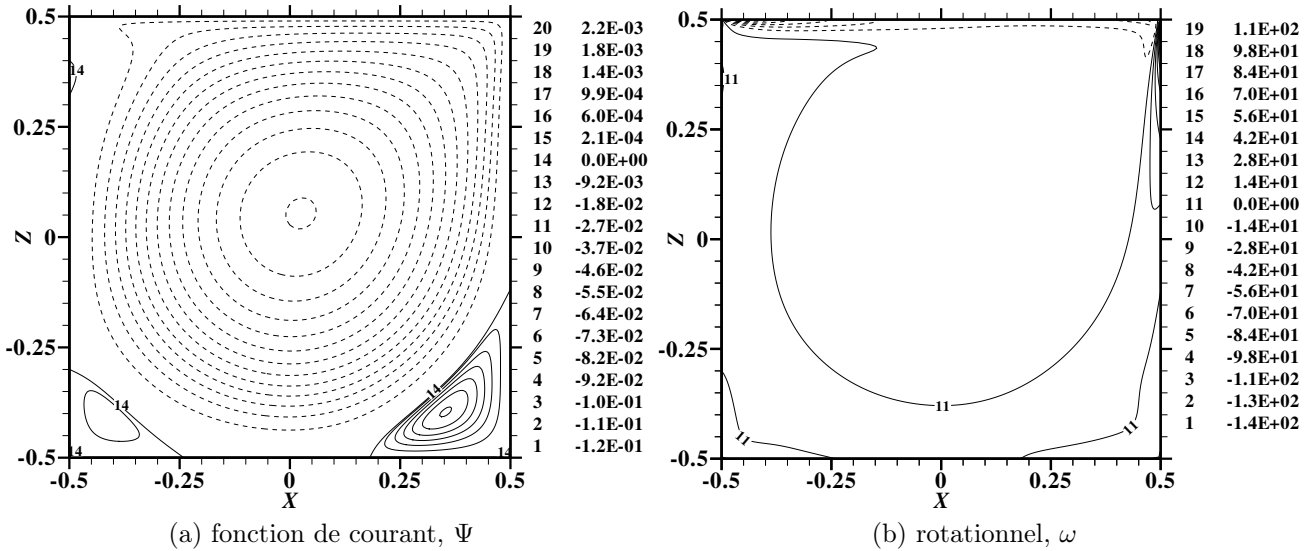 0.5
0.25
0
-0.25
-0.5
Z
-0.5
-0.25
0
0.25
0.5
X
14
14
14
14
14
20 2.2E-03
19 1.8E-03
18 1.4E-03
17 9.9E-04
16 6.0E-04
15 2.1E-04
14 0.0E+00
13 -9.2E-03
12 -1.8E-02
11 -2.7E-02
10 -3.7E-02
9 -4.6E-02
8 -5.5E-02
7 -6.4E-02
6 -7.3E-02
5 -8.2E-02
4 -9.2E-02
3 -1.0E-01
2 -1.1E-01
1 -1.2E-01
(a) fonction de courant, Ψ
0.5
0.25
0
-0.25
-0.5
Z
-0.5
-0.25
0
0.25
0.5
X
11
11
11
11
19 1.1E+02
18 9.8E+01
17 8.4E+01
16 7.0E+01
15 5.6E+01
14 4.2E+01
13 2.8E+01
12 1.4E+01
11 0.0E+00
10 -1.4E+01
9 -2.8E+01
8 -4.2E+01
7 -5.6E+01
6 -7.0E+01
5 -8.4E+01
4 -9.8E+01
3 -1.1E+02
2 -1.3E+02
1 -1.4E+02
(b) rotationnel, ω